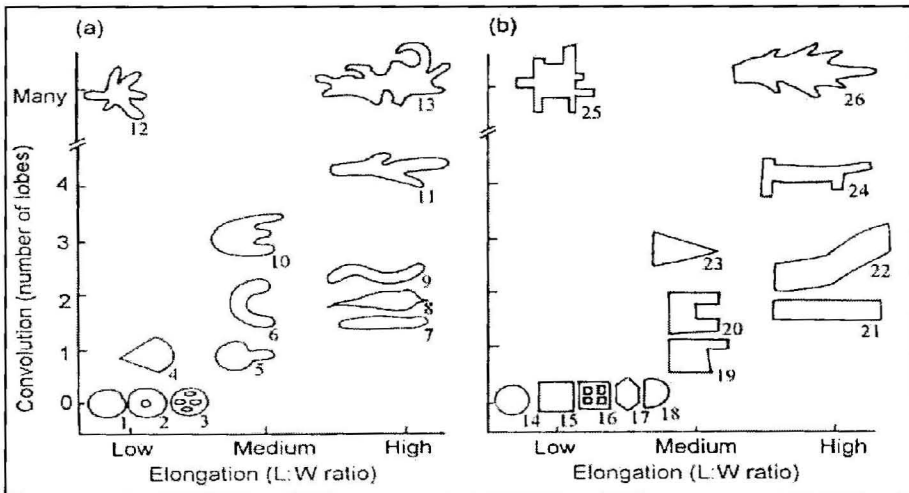 (a)
Convolution (number of lobes)
Many
4
3
2
1
0
12
13
11
10
9
8
7
6
5
4
1
2
3
Low
Medium
High
Elongation (L:W ratio)
(b)
25
26
24
23
22
21
20
19
14
15
16
17
18
Low
Medium
High
Elongation (L:W ratio)